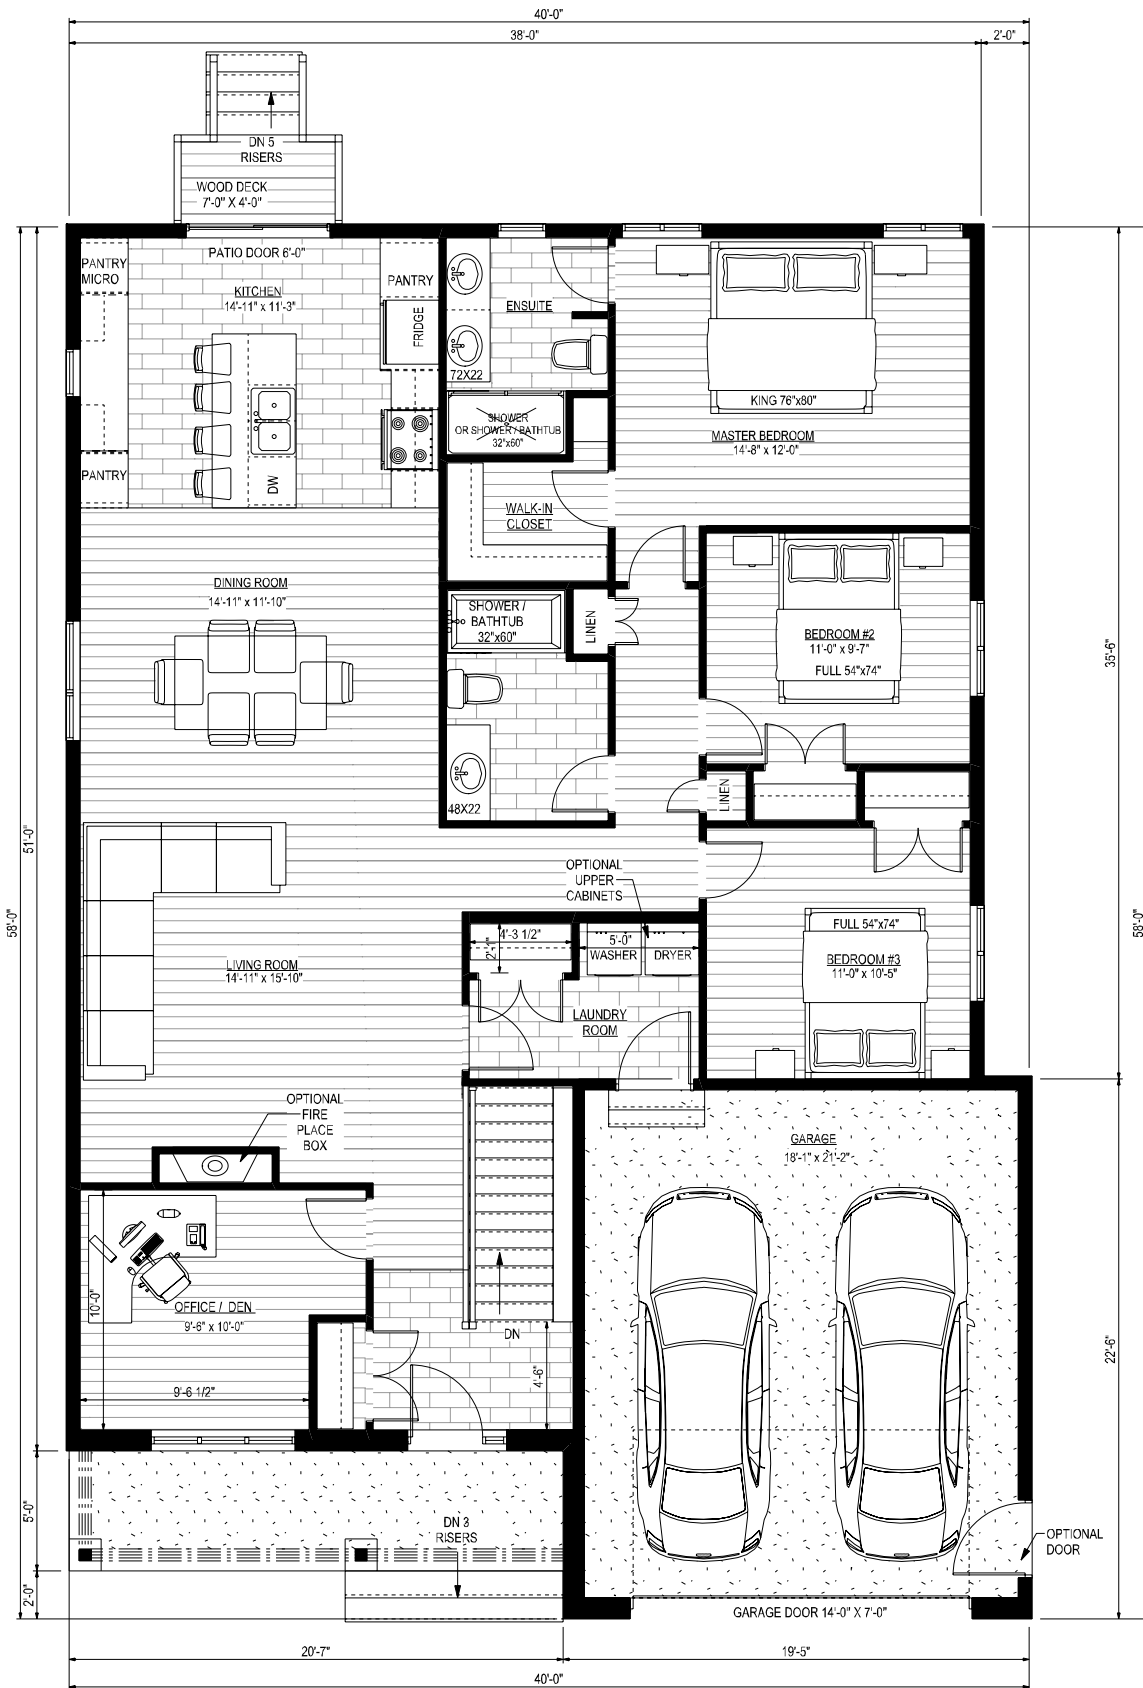 40'-0"
38'-0"
2'-0"
DN 5
RISERS
WOOD DECK
7'-0" X 4'-0"
PATIO DOOR 6'-0"
PANTRY
MICRO
KITCHEN
14'-11" x 11'-3"
PANTRY
FRIDGE
ENSUITE
72X22
KING 76"x80"
SHOWER
OR SHOWER / BATHTUB
32"x60"
MASTER BEDROOM
14'-8" x 12'-0"
PANTRY
DW
WALK-IN
CLOSET
DINING ROOM
14'-11" x 11'-10"
SHOWER /
BATHTUB
32"x60"
LINEN
BEDROOM #2
11'-0" x 9'-7"
FULL 54"x74"
35'-6"
48X22
LINEN
51'-0"
58'-0"
OPTIONAL
UPPER
CABINETS
58'-0"
4'-3 1/2"
2'-1"
5'-0"
WASHER
DRYER
FULL 54"x74"
BEDROOM #3
11'-0" x 10'-5"
LIVING ROOM
14'-11" x 15'-10"
LAUNDRY
ROOM
OPTIONAL
FIRE
PLACE
BOX
GARAGE
18'-1" x 21'-2"
10'-0"
OFFICE / DEN
9'-6" x 10'-0"
DN
22'-6"
9'-6 1/2"
4'-6"
5'-0"
DN 3
RISERS
OPTIONAL
DOOR
2'-0"
GARAGE DOOR 14'-0" X 7'-0"
20'-7"
19'-5"
40'-0"